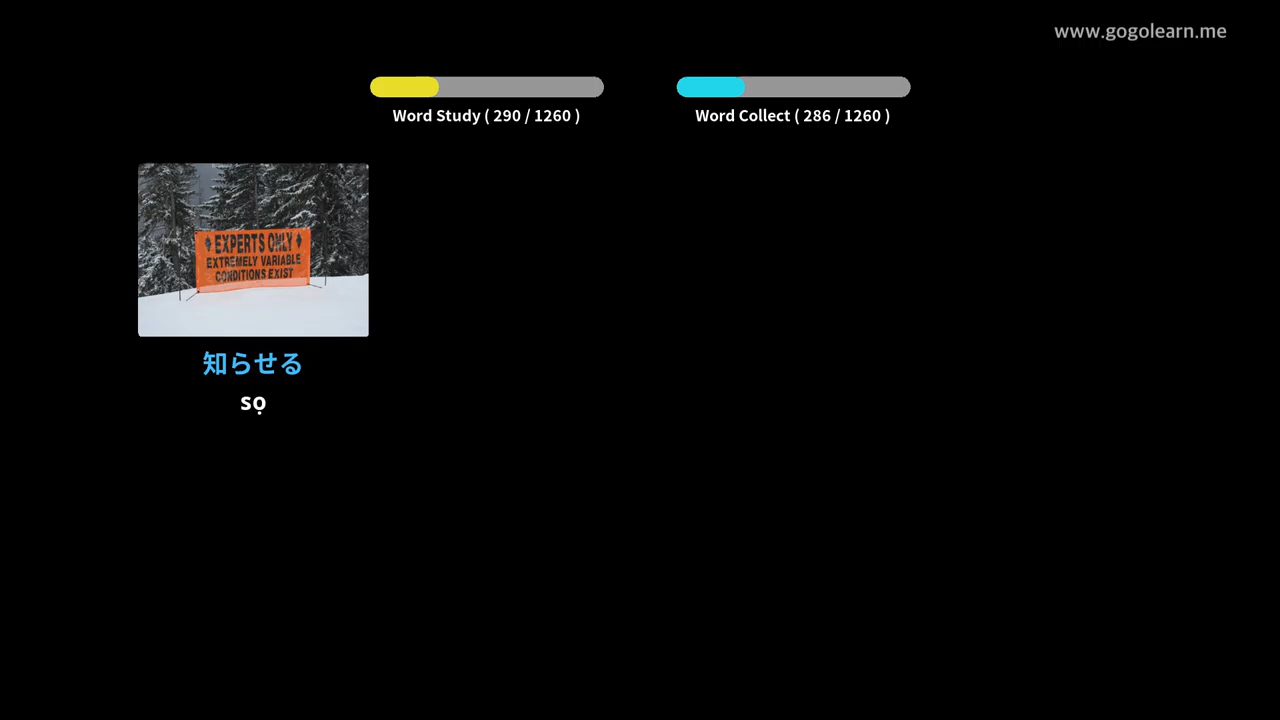 www.gogolearn.me
Word Study ( 290 / 1260 )
Word Collect ( 286 / 1260 )
EXPERTS ONLY
EXTREMELY VARIABLE
CONDITIONS EXIST
知らせる
sọ